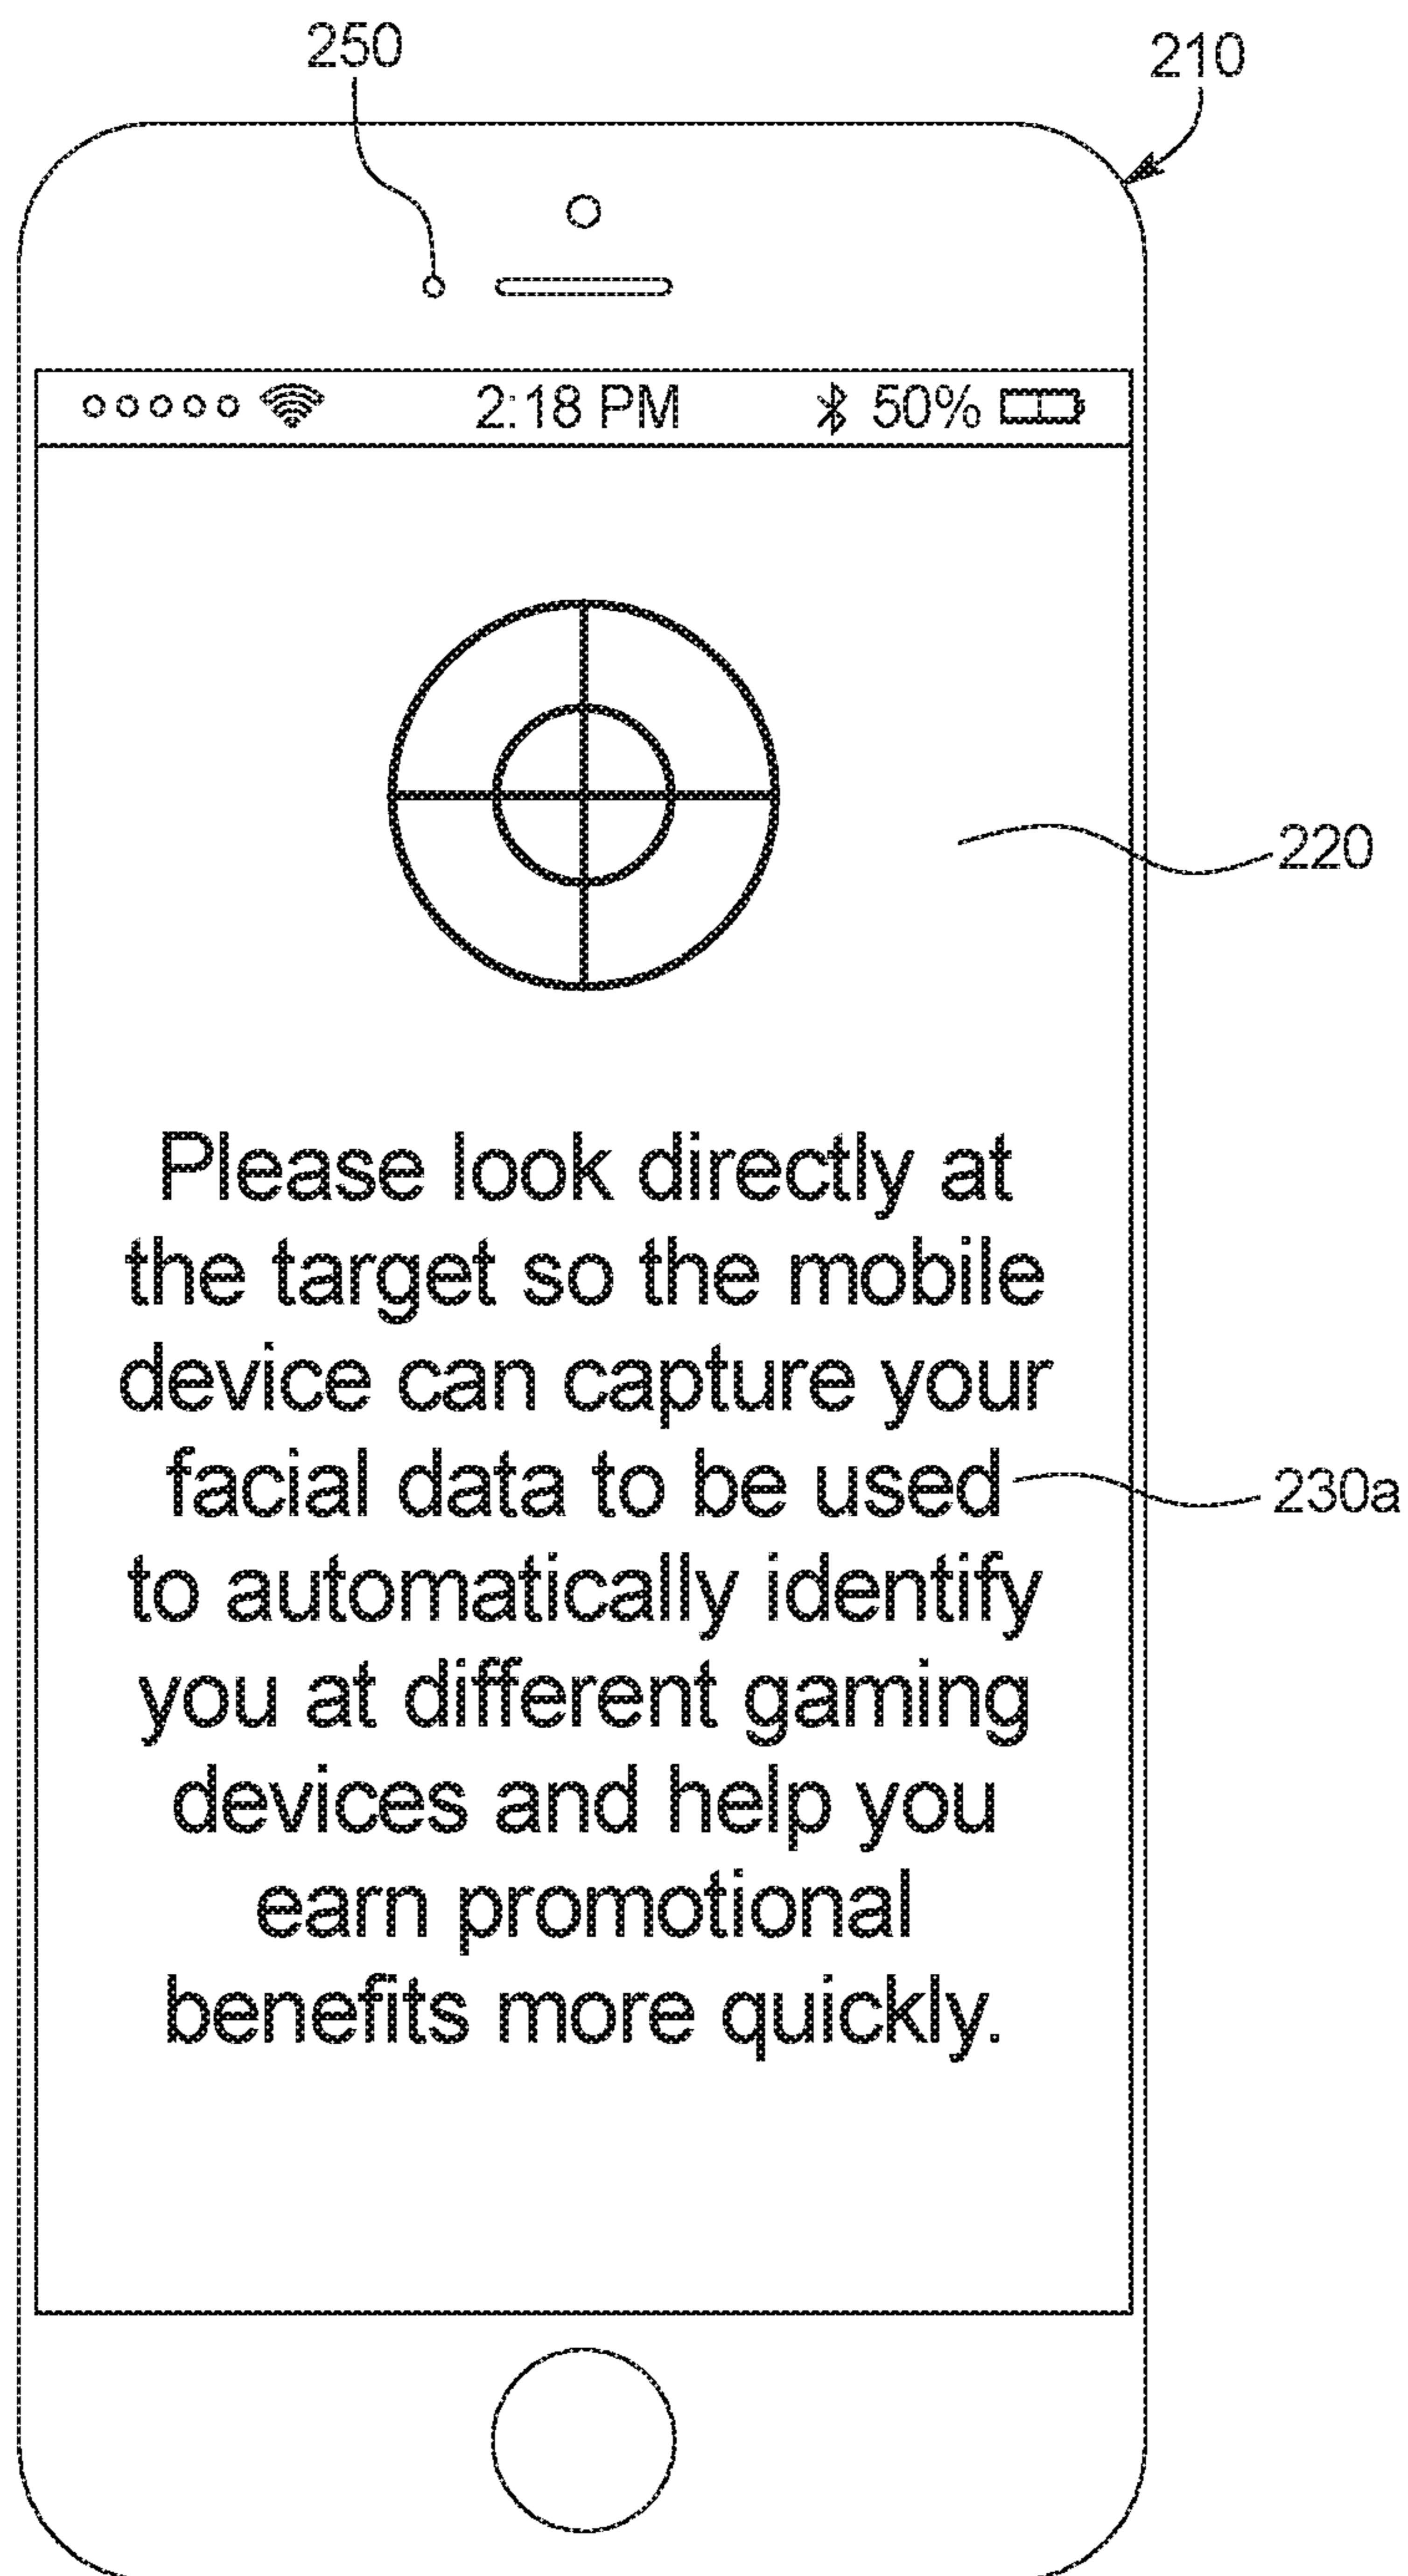 250
210
2:18 PM 50%
220
Please look directly at
the target so the mobile
device can capture your
facial data to be used
230a
to automatically identify
you at different gaming
devices and help you
earn promotional
benefits more quickly.